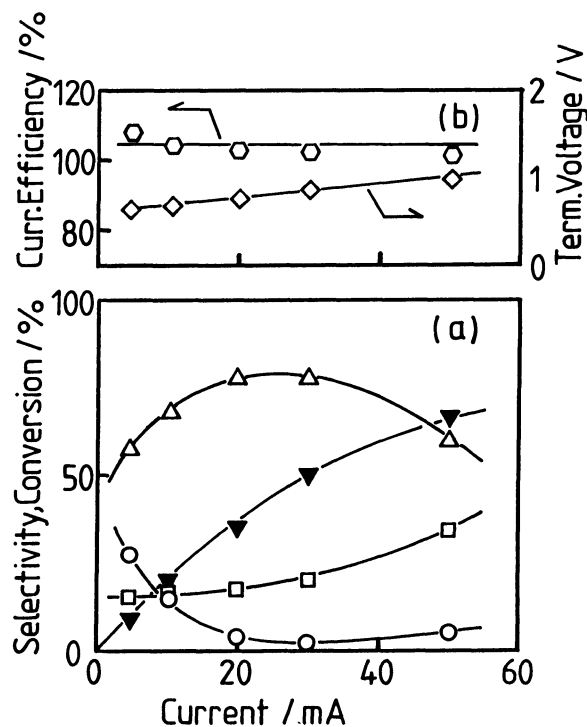 Curr.Efficiency /%
Term.Voltage / V
120
100
80
2
1
0
(b)
Selectivity,Conversion /%
100
50
0
(a)
0
20
40
60
Current /.mA